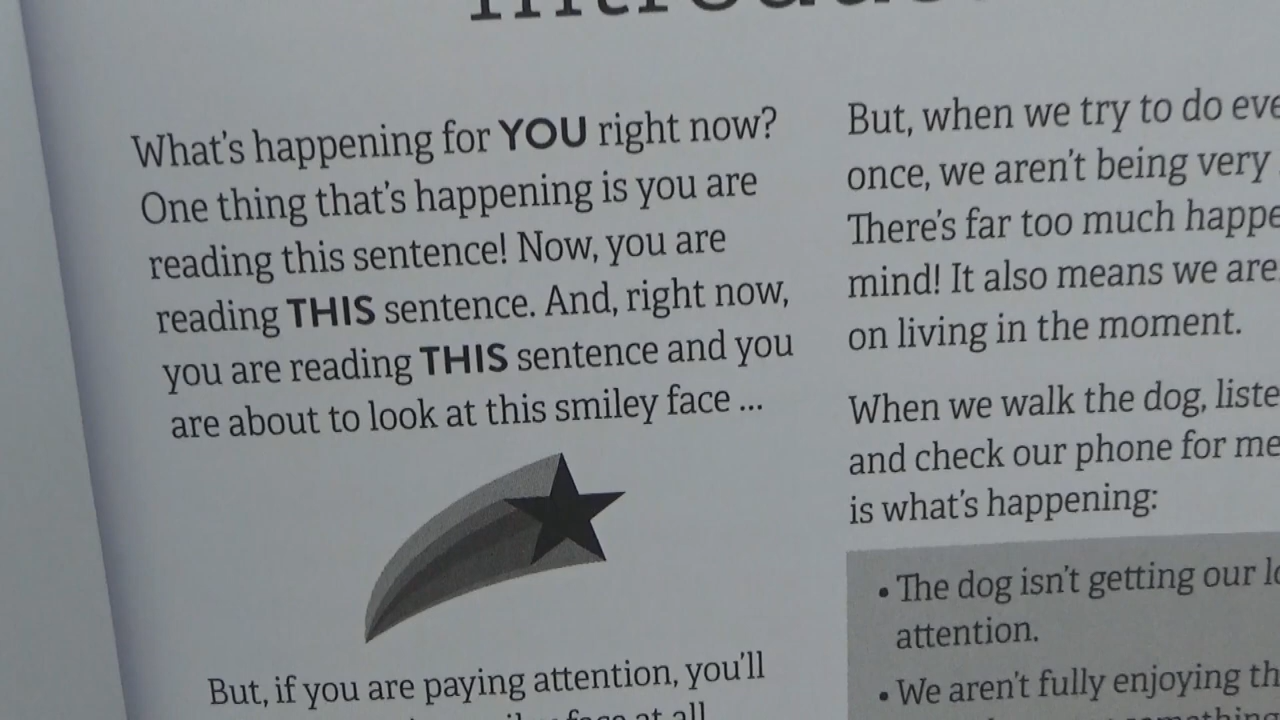 What's happening for YOU right now?
One thing that's happening is you are
reading this sentence! Now, you are
reading THIS sentence. And, right now,
you are reading THIS sentence and you
are about to look at this smiley face ...
But, if you are paying attention, you'll
face at all
But, when we try to do
once, we aren't being very
There's far too much
mind! It also means we are
on living in the moment.
When we walk the dog,
and check our phone for
is what's happening:
• The dog isn't getting our
attention.
• We aren't fully enjoying
something